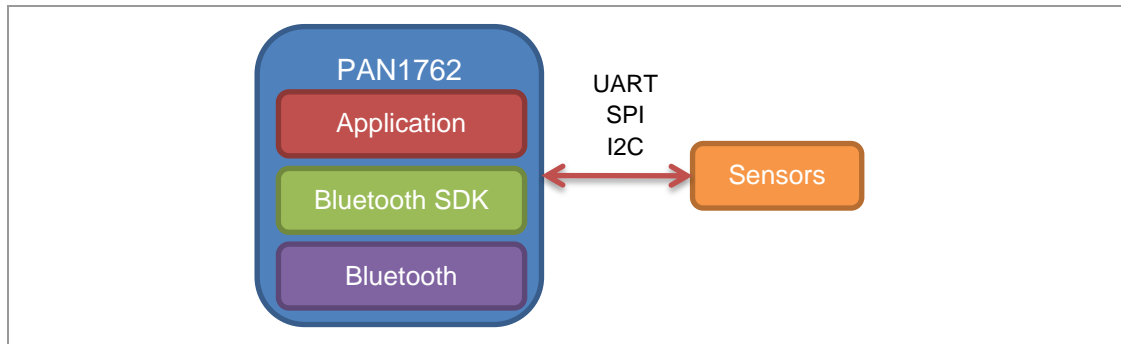 PAN1762
Application
Bluetooth SDK
Bluetooth
UART
SPI
I2C
Sensors